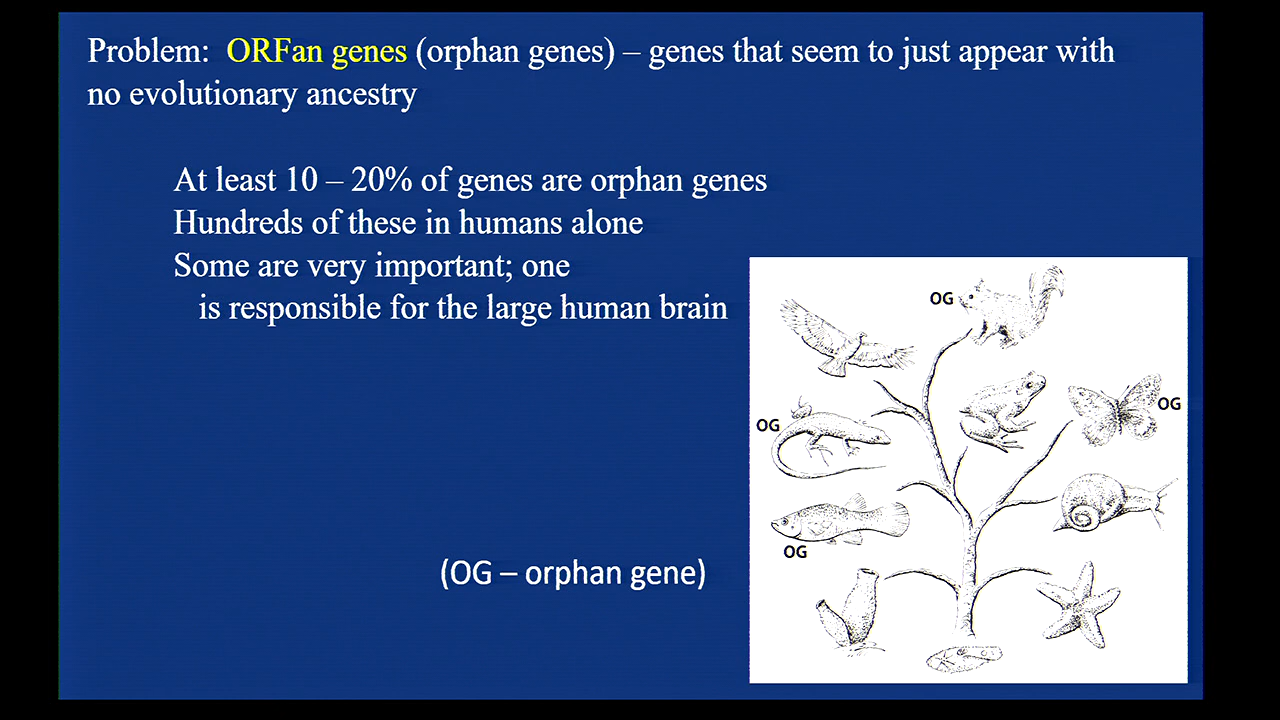 Problem:  ORFan genes (orphan genes) – genes that seem to just appear with
no evolutionary ancestry
At least 10 – 20% of genes are orphan genes
Hundreds of these in humans alone
Some are very important; one
is responsible for the large human brain
OG
OG
OG
OG
(OG – orphan gene)